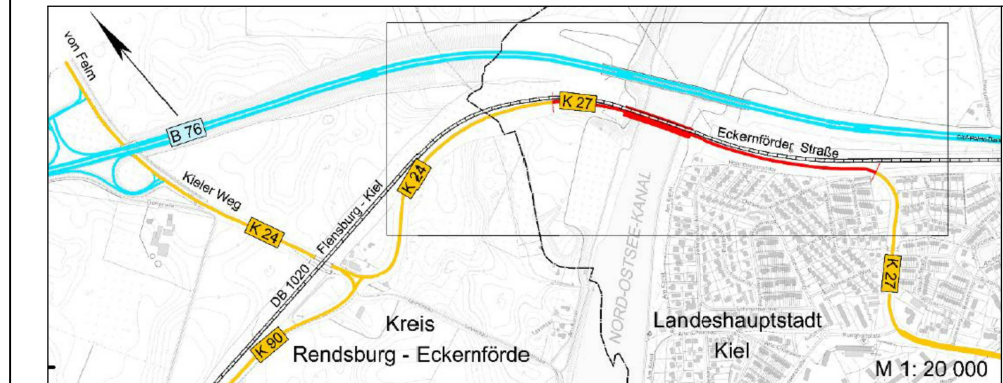 von Felm
B 76
K 27
Eckernförder Straße
Kieler Weg
K 24
K 24
DB 1020
Flensburg - Kiel
NORD-OSTSEE-KANAL
K 27
K 90
Kreis
Rendsburg - Eckernförde
Landeshauptstadt
Kiel
M 1: 20 000